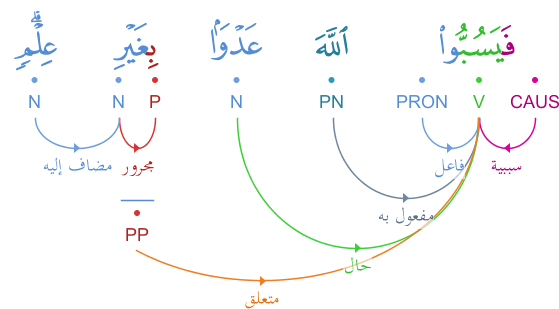 فَيَسُبُّوا۟ ٱللَّهَ عَدْوًۢا بِغَيْرِ عِلْمٍۢ ۗ
CAUS V PRON PN N P N N
سببية فاعل مجرور مضاف إليه
مفعول به
PP
حال
متعلق